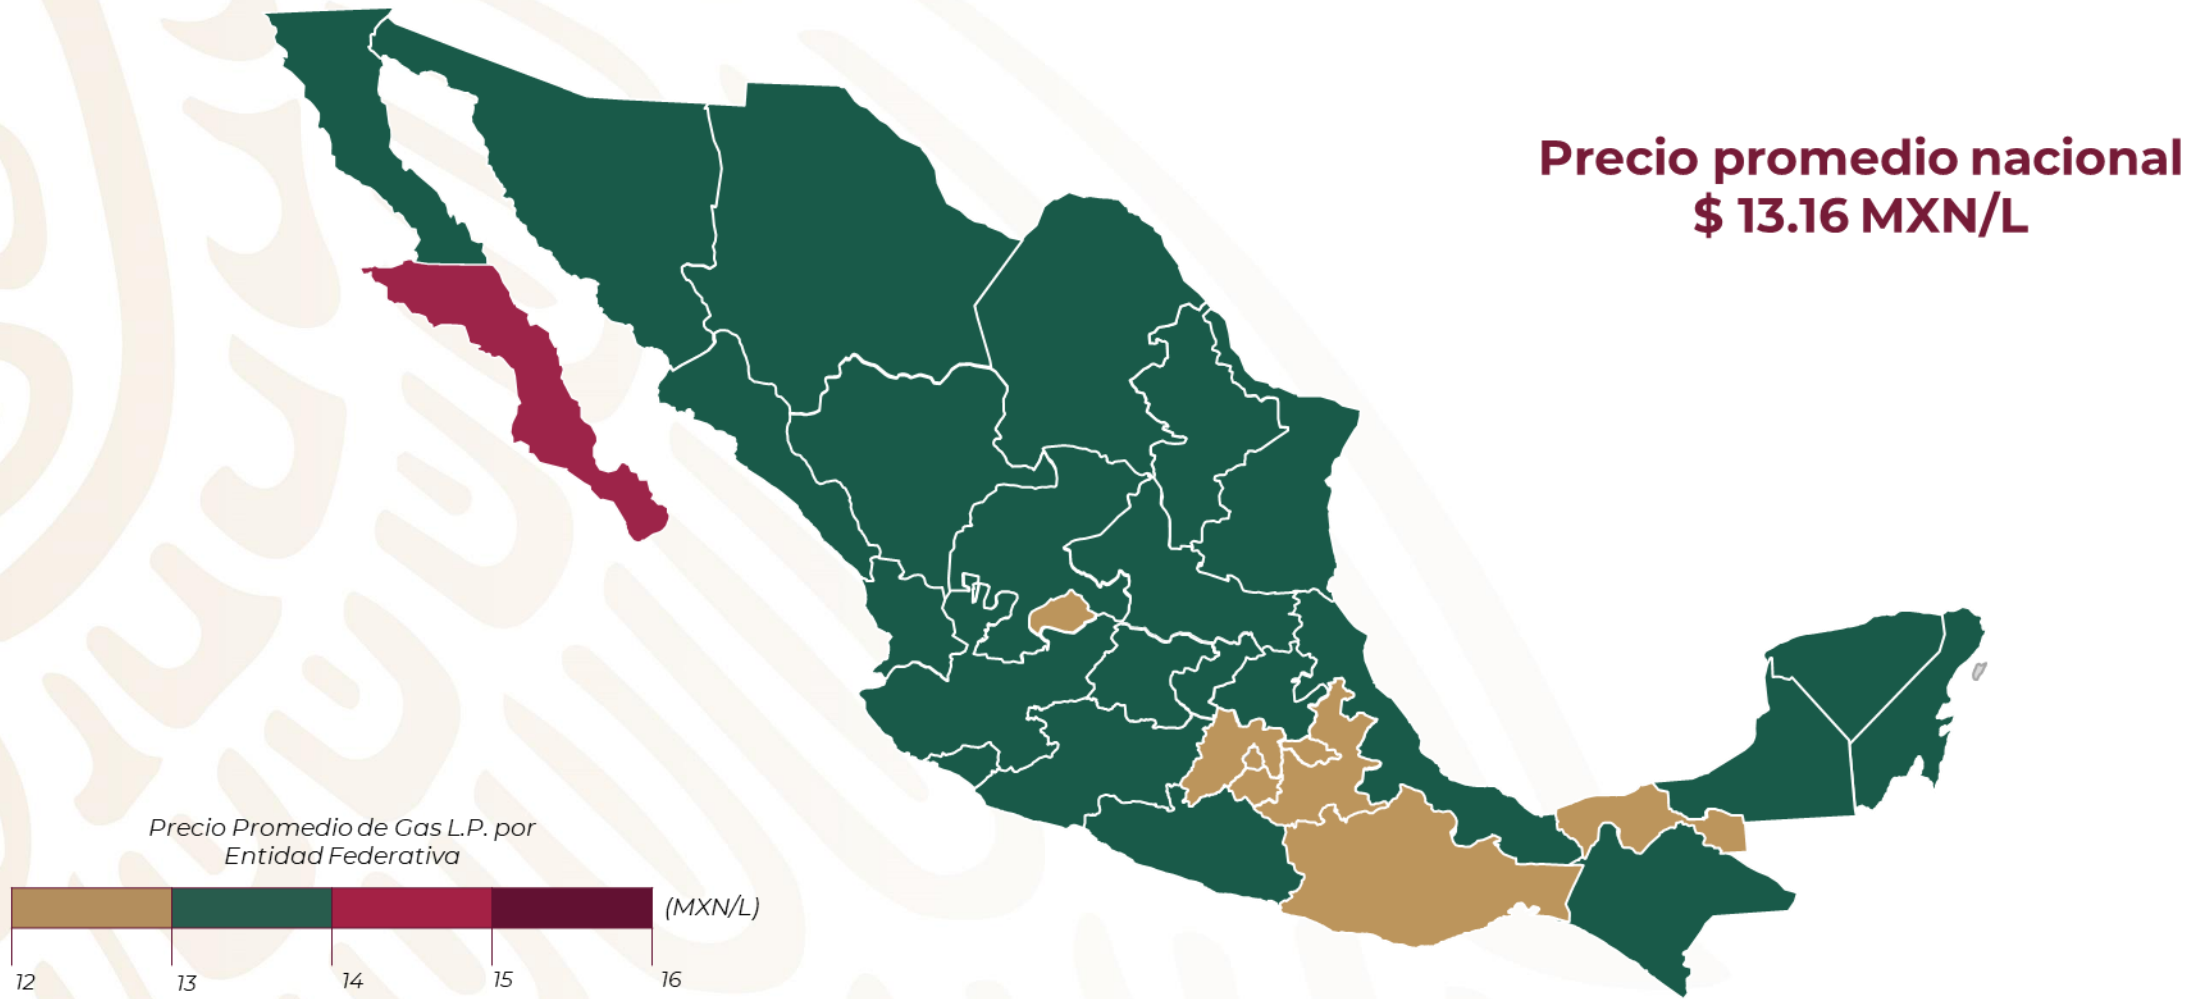 Precio promedio nacional
$ 13.16 MXN/L
Precio Promedio de Gas L.P. por
Entidad Federativa
(MXN/L)
12 13 14 15 16